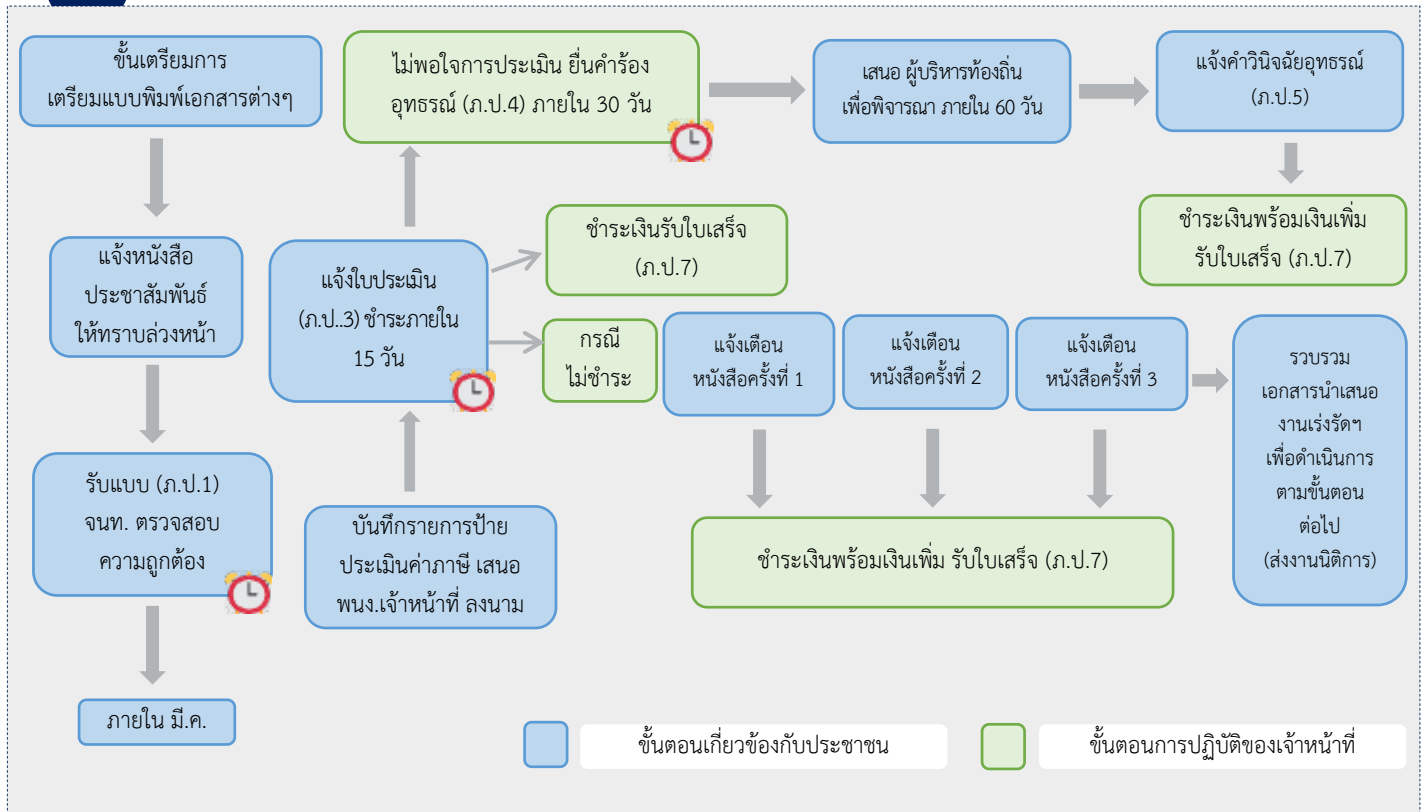 ขั้นเตรียมการ
เตรียมแบบพิมพ์เอกสารต่างๆ
ไม่พอใจการประเมิน ยื่นคำร้อง
อุทธรณ์ (ภ.ป.4) ภายใน 30 วัน
เสนอ ผู้บริหารท้องถิ่น
เพื่อพิจารณา ภายใน 60 วัน
แจ้งคำวินิจฉัยอุทธรณ์
(ภ.ป.5)
แจ้งหนังสือ
ประชาสัมพันธ์
ให้ทราบล่วงหน้า
แจ้งใบประเมิน
(ภ.ป..3) ชำระภายใน
15 วัน
ชำระเงินรับใบเสร็จ
(ภ.ป.7)
ชำระเงินพร้อมเงินเพิ่ม
รับใบเสร็จ (ภ.ป.7)
กรณี
ไม่ชำระ
แจ้งเตือน
หนังสือครั้งที่ 1
แจ้งเตือน
หนังสือครั้งที่ 2
แจ้งเตือน
หนังสือครั้งที่ 3
รวบรวม
เอกสารนำเสนอ
งานเร่งรัดฯ
เพื่อดำเนินการ
ตามขั้นตอน
ต่อไป
(ส่งงานนิติการ)
รับแบบ (ภ.ป.1)
จนท. ตรวจสอบ
ความถูกต้อง
บันทึกรายการป้าย
ประเมินค่าภาษี เสนอ
พนง.เจ้าหน้าที่ ลงนาม
ชำระเงินพร้อมเงินเพิ่ม รับใบเสร็จ (ภ.ป.7)
ภายใน มี.ค.
ขั้นตอนเกี่ยวข้องกับประชาชน
ขั้นตอนการปฏิบัติของเจ้าหน้าที่